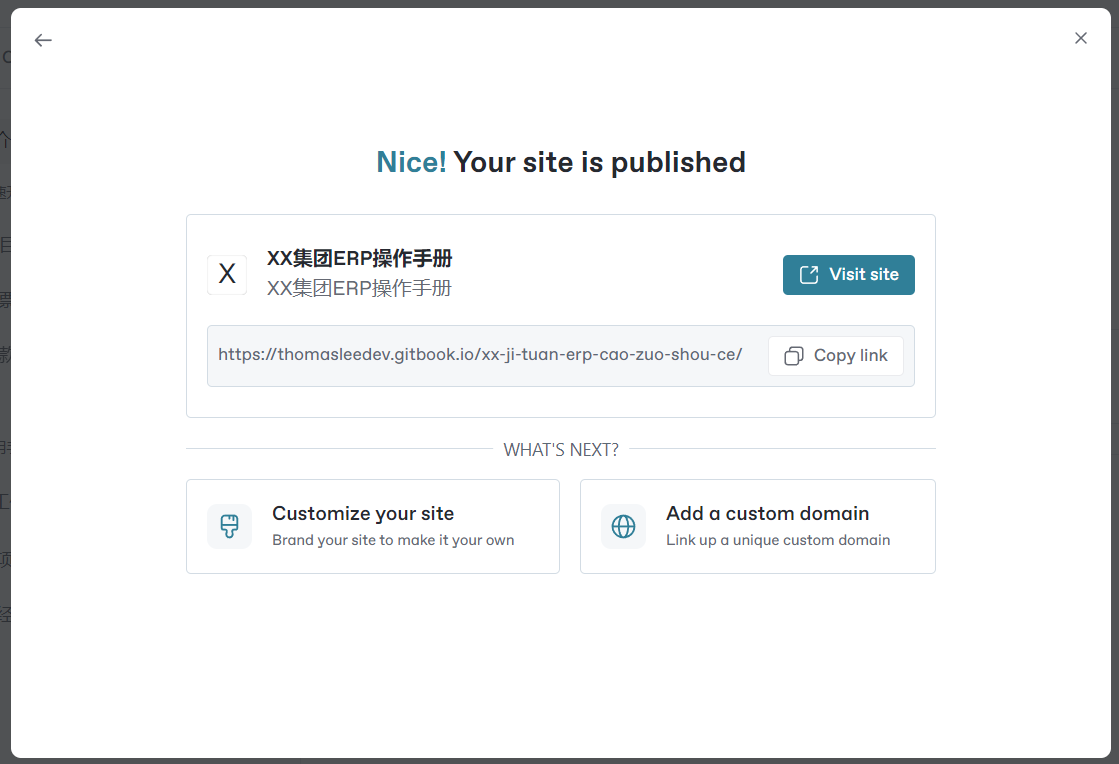 Nice! Your site is published
X
XX集团ERP操作手册
XX集团ERP操作手册
Visit site
https://thomasleedev.gitbook.io/xx-ji-tuan-erp-cao-zuo-shou-ce/
Copy link
WHAT'S NEXT?
Customize your site
Brand your site to make it your own
Add a custom domain
Link up a unique custom domain